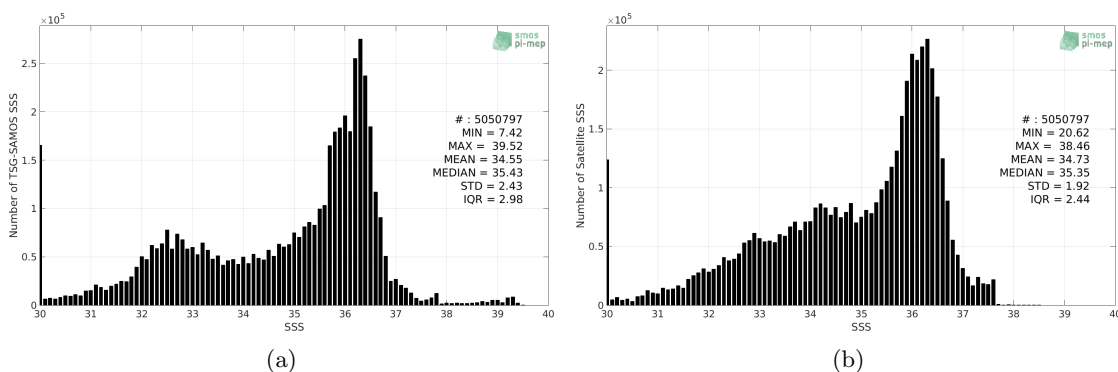 ×10⁵
2.5
2
1.5
1
0.5
0
30 31 32 33 34 35 36 37 38 39 40
SSS
Number of TSG-SAMOS SSS
smos
pi-mep
# : 5050797
MIN = 7.42
MAX = 39.52
MEAN = 34.55
MEDIAN = 35.43
STD = 2.43
IQR = 2.98
(a)
×10⁵
2
1.5
1
0.5
0
30 31 32 33 34 35 36 37 38 39 40
SSS
Number of Satellite SSS
smos
pi-mep
# : 5050797
MIN = 20.62
MAX = 38.46
MEAN = 34.73
MEDIAN = 35.35
STD = 1.92
IQR = 2.44
(b)